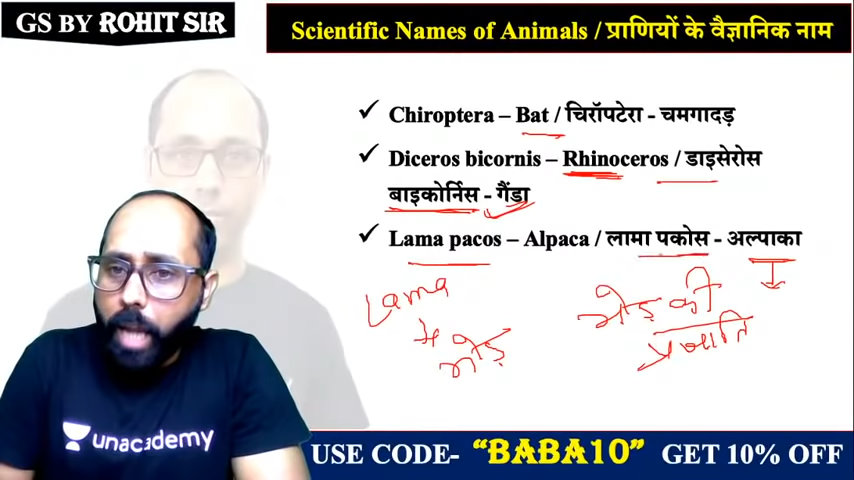 GS BY ROHIT SIR
Scientific Names of Animals / प्राणियों के वैज्ञानिक नाम
✓ Chiroptera – Bat / चिरॉपटेरा - चमगादड़
✓ Diceros bicornis – Rhinoceros / डाइसेरोस
बाइकोर्निस - गैंडा
✓ Lama pacos – Alpaca / लामा पकोस - अल्पाका
Lama
में
भेड़
भेड़ की
प्रजाति
unacademy
USE CODE- “BABA10” GET 10% OFF